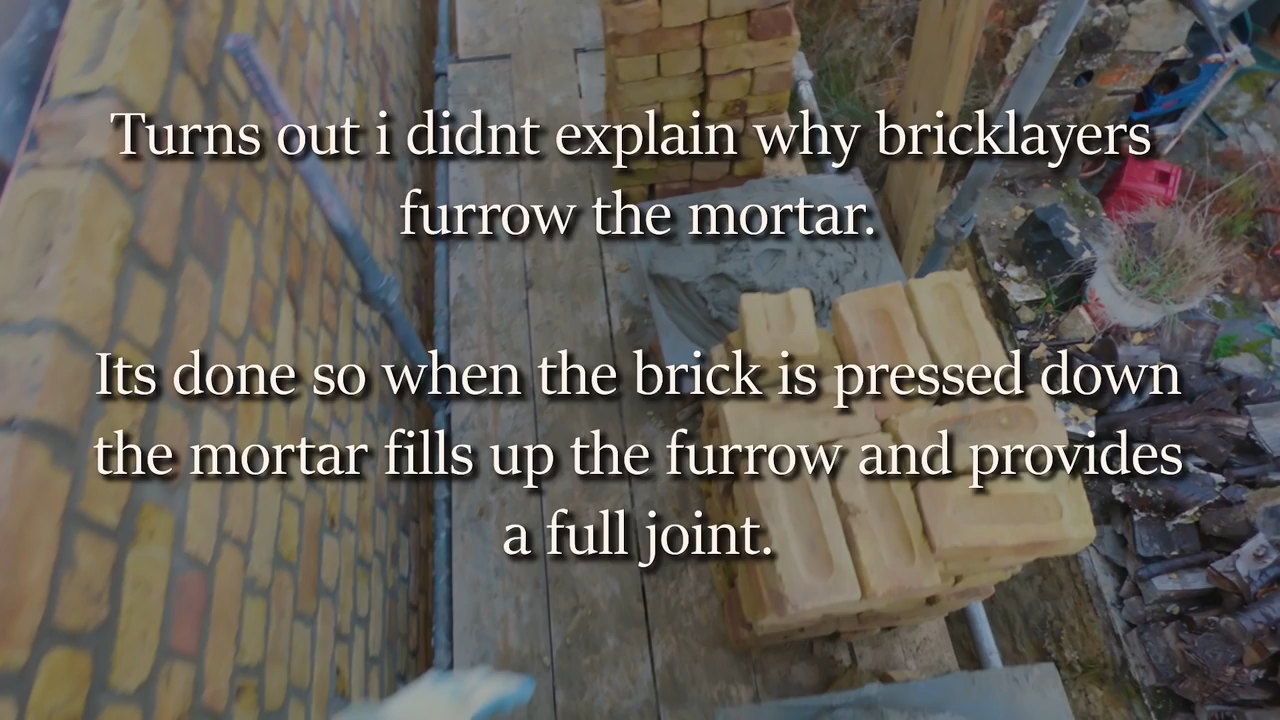 Turns out i didnt explain why bricklayers
furrow the mortar.
Its done so when the brick is pressed down
the mortar fills up the furrow and provides
a full joint.